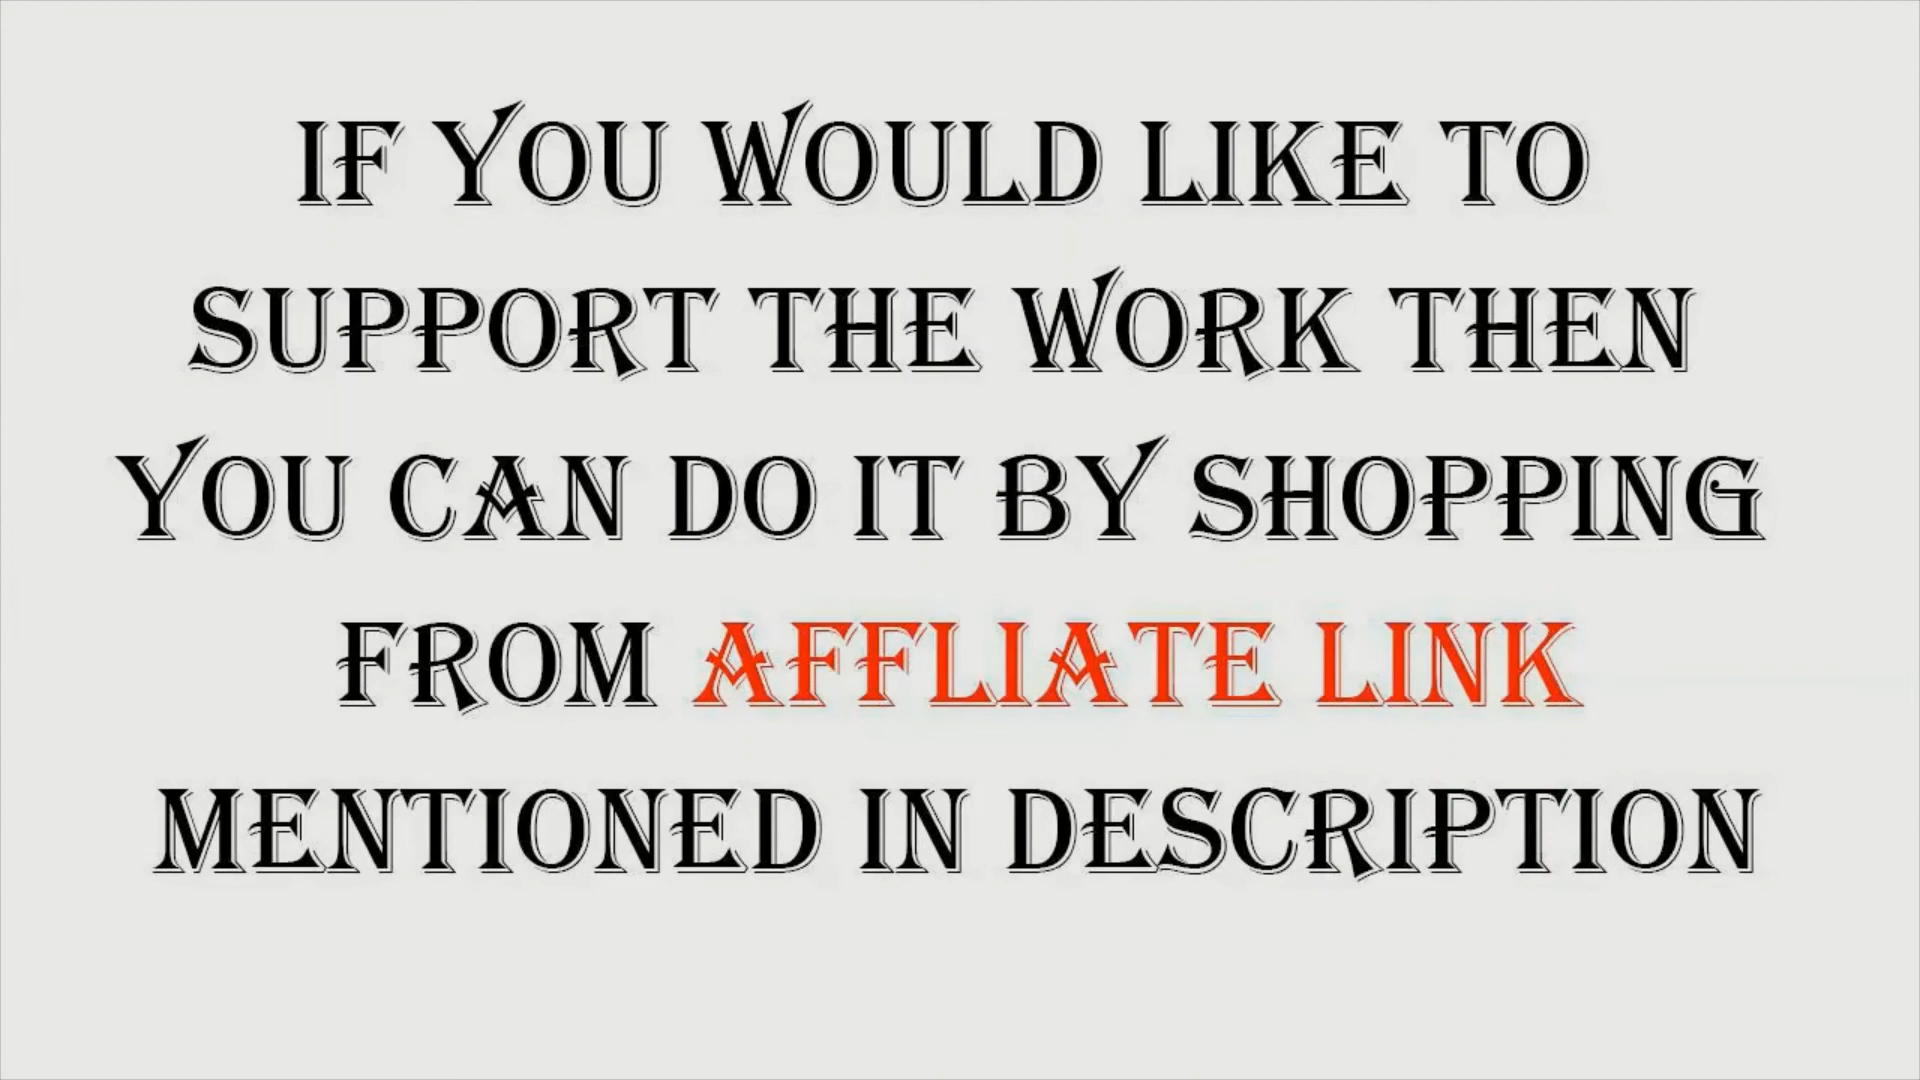 IF YOU WOULD LIKE TO
SUPPORT THE WORK THEN
YOU CAN DO IT BY SHOPPING
FROM AFFLIATE LINK
MENTIONED IN DESCRIPTION